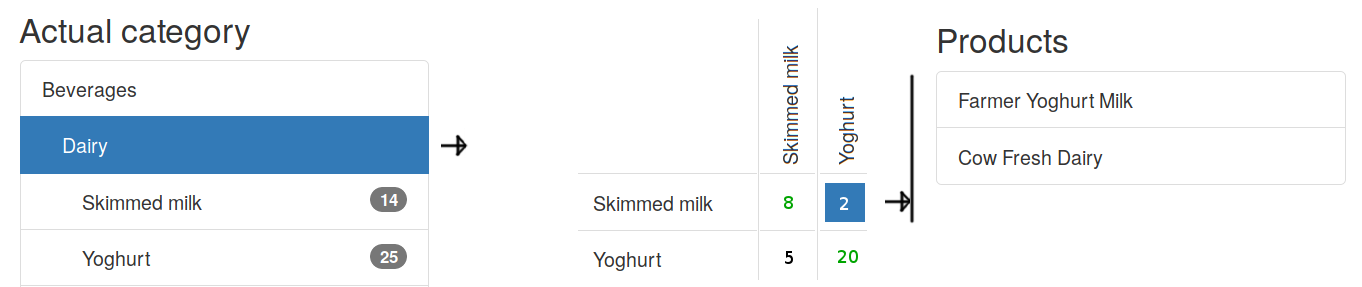 Actual category
Beverages
Dairy
Skimmed milk 14
Yoghurt 25
Skimmed milk
Yoghurt
Skimmed milk 8 2
Yoghurt 5 20
Products
Farmer Yoghurt Milk
Cow Fresh Dairy